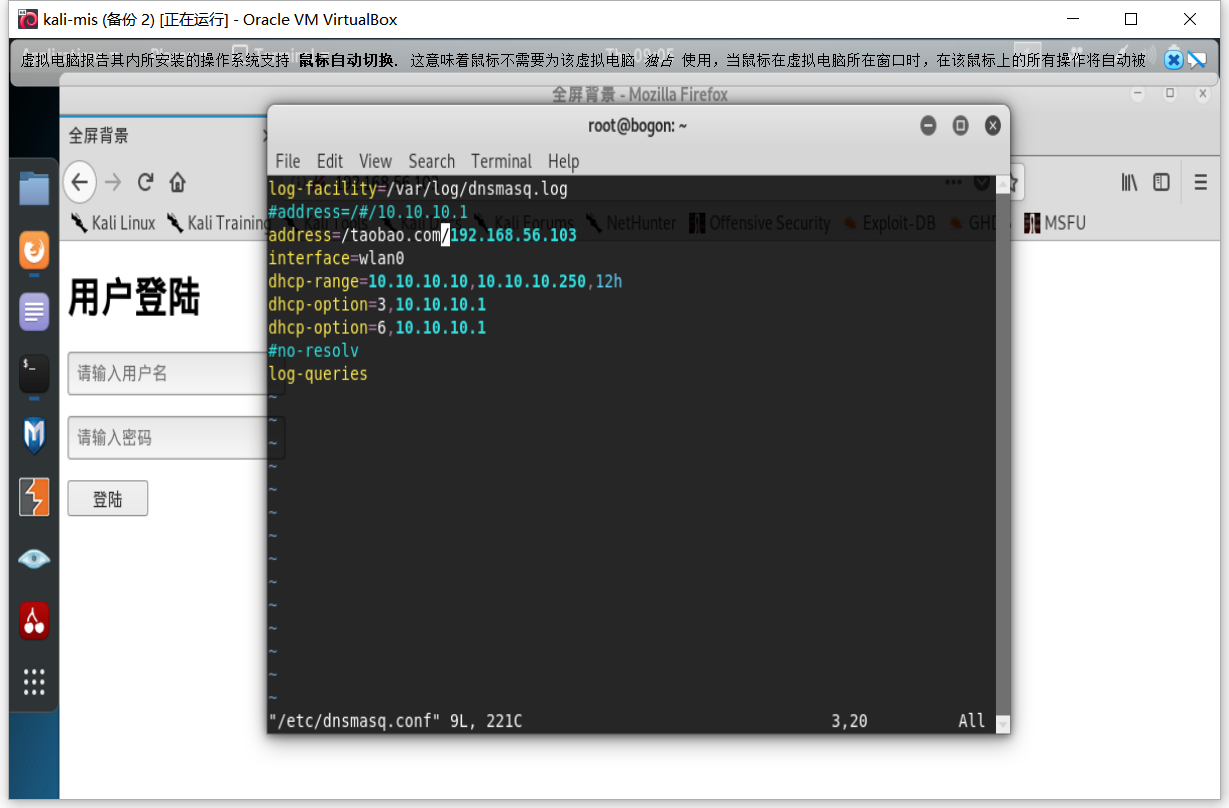 kali-mis (备份 2) [正在运行] - Oracle VM VirtualBox
虚拟电脑报告其内所安装的操作系统支持 鼠标自动切换. 这意味着鼠标不需要为该虚拟电脑 独占 使用，当鼠标在虚拟电脑所在窗口时，在该鼠标上的所有操作将自动被
全屏背景 - Mozilla Firefox
全屏背景
root@bogon: ~
File Edit View Search Terminal Help
Kali Linux Kali Training Kali Tools Kali Forums NetHunter Offensive Security Exploit-DB GHD MSFU
log-facility=/var/log/dnsmasq.log
#address=/#/10.10.10.1
address=/taobao.com/192.168.56.103
interface=wlan0
dhcp-range=10.10.10.10,10.10.10.250,12h
dhcp-option=3,10.10.10.1
dhcp-option=6,10.10.10.1
#no-resolv
log-queries
~
~
~
~
~
~
~
~
~
~
~
~
~
~
"/etc/dnsmasq.conf" 9L, 221C 3,20 All
用户登陆
请输入用户名
请输入密码
登陆